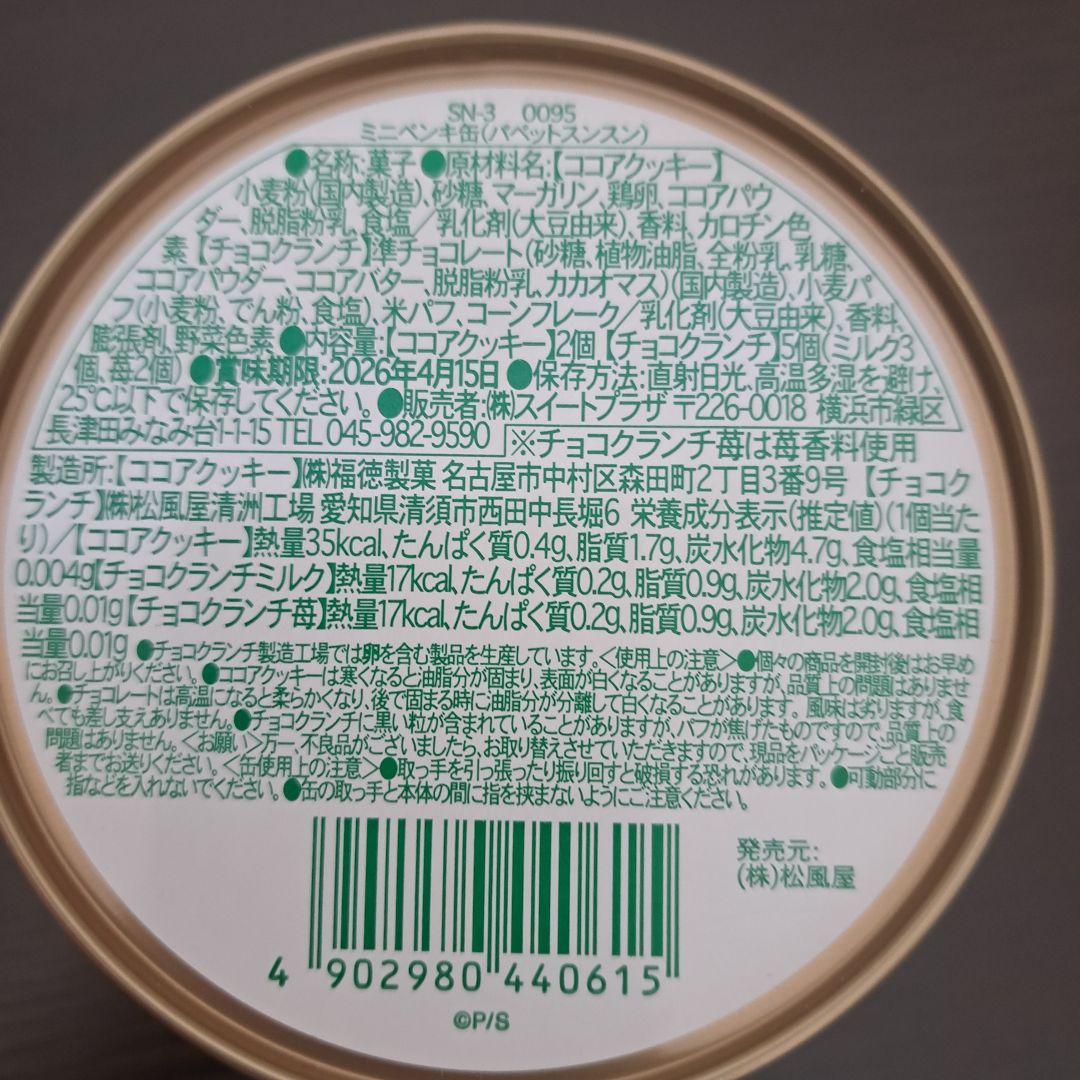 SN-3 0095
ミニペンキ缶(パペットスンスン)
●名称:菓子 ●原材料名:【ココアクッキー】
小麦粉(国内製造)、砂糖、マーガリン、鶏卵、ココアパウ
ダー、脱脂粉乳、食塩／乳化剤(大豆由来)、香料、カロチン色
素【チョコクランチ】準チョコレート(砂糖、植物油脂、全粉乳、乳糖、
ココアパウダー、ココアバター、脱脂粉乳、カカオマス)(国内製造)、小麦パ
フ(小麦粉、でん粉、食塩)、米パフ、コーンフレーク／乳化剤(大豆由来)、香料、
膨張剤、野菜色素 ●内容量:【ココアクッキー】2個【チョコクランチ】5個(ミルク3
個、苺2個) ●賞味期限:2026年4月15日 ●保存方法:直射日光、高温多湿を避け、
25℃以下で保存してください。●販売者:(株)スイートプラザ 〒226-0018 横浜市緑区
長津田みなみ台1-1-15 TEL 045-982-9590
※チョコクランチ苺は苺香料使用
製造所:【ココアクッキー】(株)福徳製菓 名古屋市中村区森田町2丁目3番9号【チョコク
ランチ】(株)松風屋清洲工場 愛知県清須市西田中長堀6 栄養成分表示(推定値)(1個当た
り)／【ココアクッキー】熱量35kcal、たんぱく質0.4g、脂質1.7g、炭水化物4.7g、食塩相当量
0.004g【チョコクランチミルク】熱量17kcal、たんぱく質0.2g、脂質0.9g、炭水化物2.0g、食塩相
当量0.01g【チョコクランチ苺】熱量17kcal、たんぱく質0.2g、脂質0.9g、炭水化物2.0g、食塩相
当量0.01g ●チョコクランチ製造工場では卵を含む製品を生産しています。<使用上の注意>●個々の商品を開封後はお早め
にお召し上がりください。●ココアクッキーは寒くなると油脂分が固まり、表面が白くなることがありますが、品質上の問題はありませ
ん。●チョコレートは高温になると柔らかくなり、後で固まる時に油脂分が分離して白くなることがあります。風味は劣りますが、食
べても差し支えありません。●チョコクランチに黒い粒が含まれていることがありますが、パフが焦げたものですので、品質上の
問題はありません。<お願い>万一、不良品がございましたら、お取り替えさせていただきますので、現品をパッケージごと販売
者までお送りください。<缶使用上の注意>●取っ手を引っ張ったり振り回すと破損する恐れがあります。●可動部分に
指などを入れないでください。●缶の取っ手と本体の間に指を挟まないようにご注意ください。
発売元:
(株)松風屋
4 902980 440615
©P/S